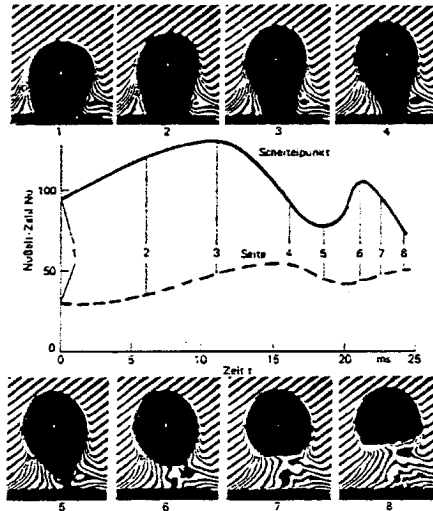 1 2 3 4
Scheitelpunkt
Nußelt-Zahl Nu
100
50
0
1 2 3 4 5 6 7 8
Seite
0 5 10 15 20 ms 25
Zeit τ
5 6 7 8